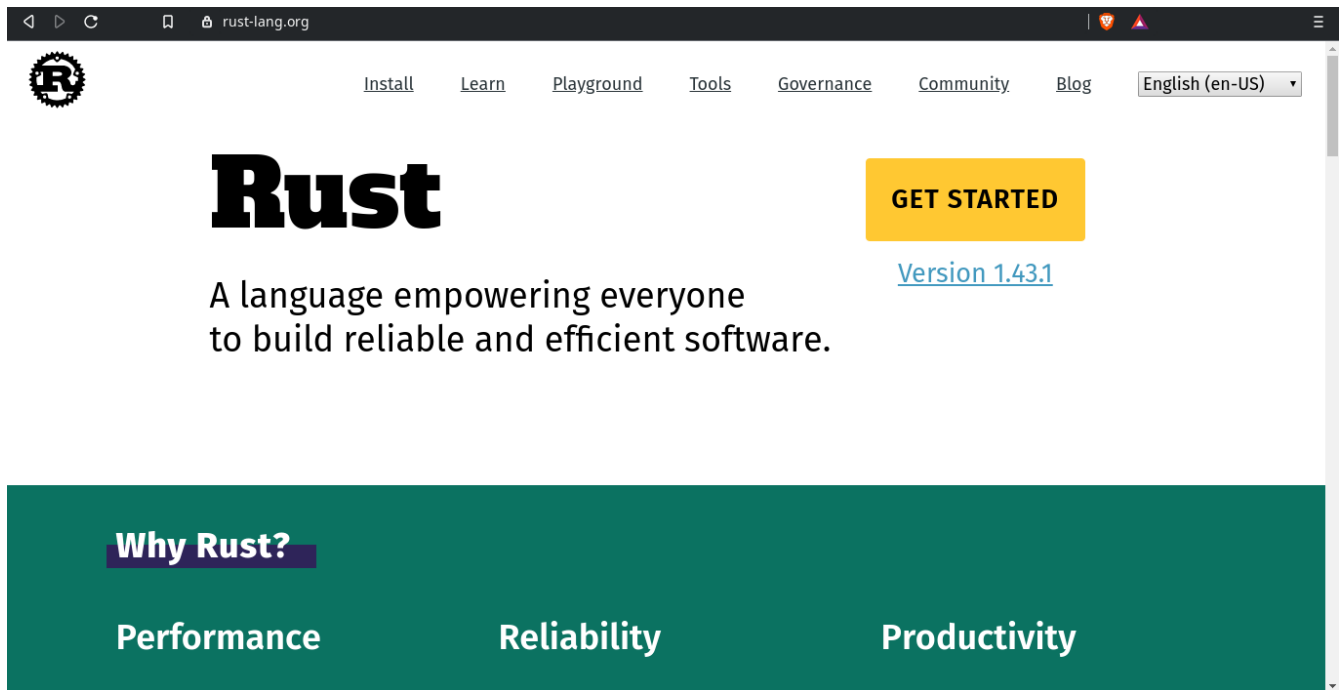 rust-lang.org
R
Install Learn Playground Tools Governance Community Blog English (en-US)
Rust
GET STARTED
Version 1.43.1
A language empowering everyone
to build reliable and efficient software.
Why Rust?
Performance Reliability Productivity